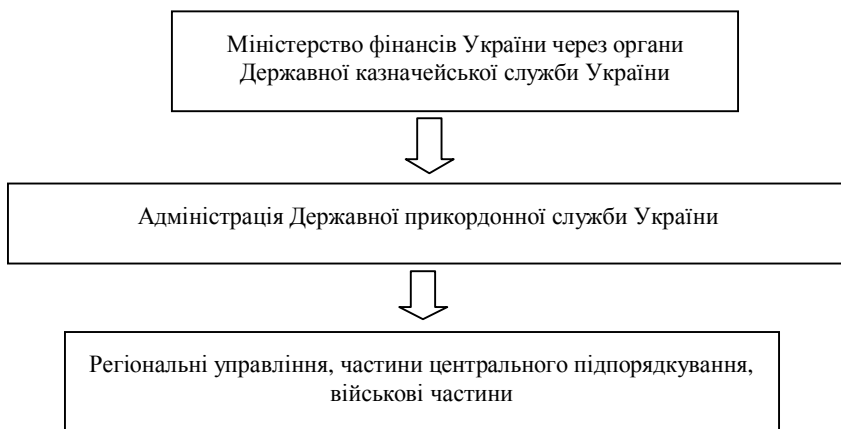 Міністерство фінансів України через органи
Державної казначейської служби України
Адміністрація Державної прикордонної служби України
Регіональні управління, частини центрального підпорядкування,
військові частини